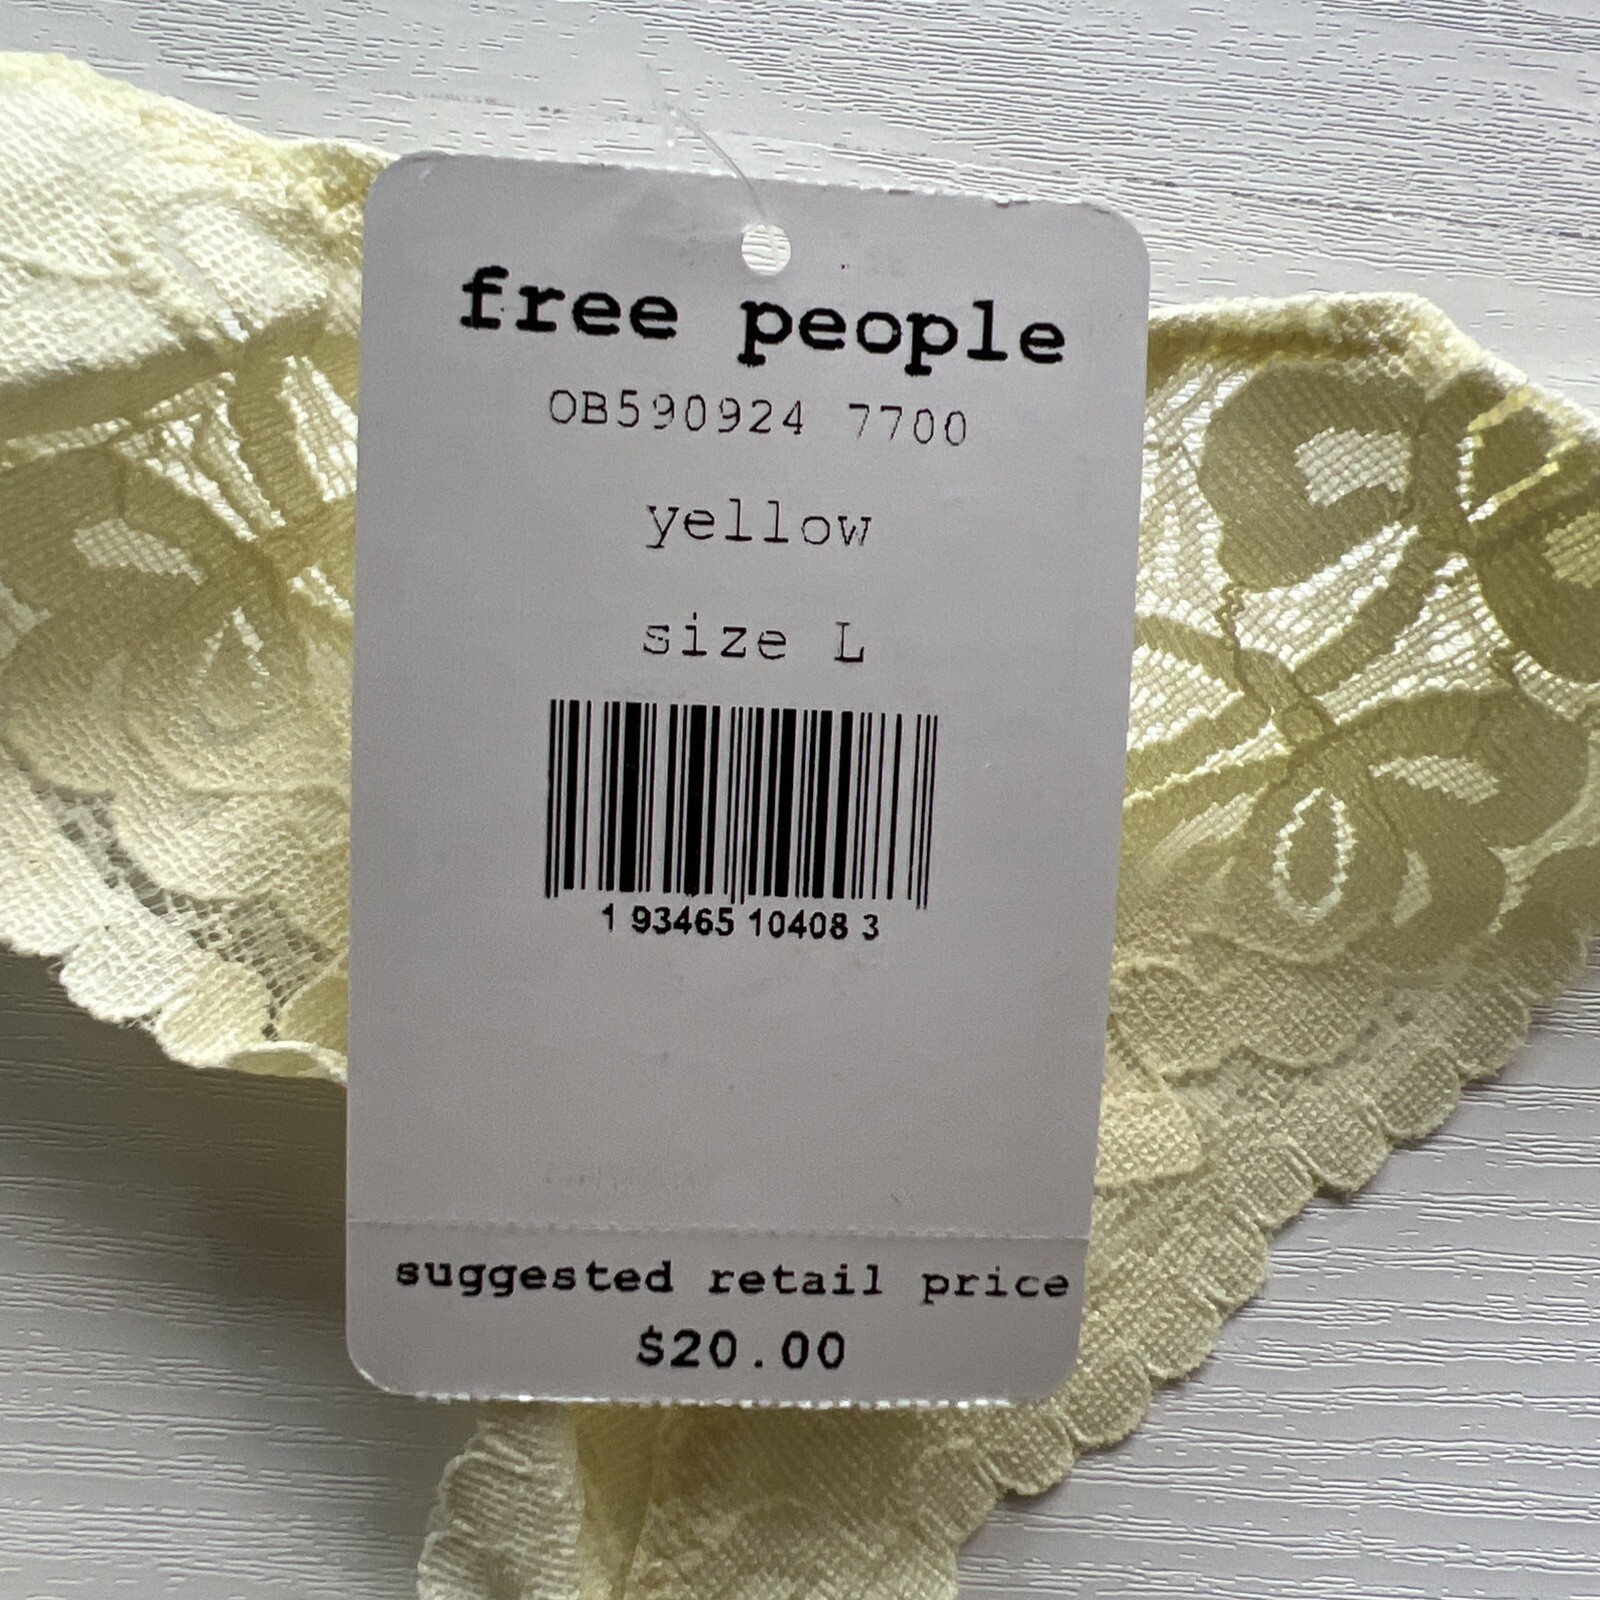 free people
OB590924 7700
yellow
size L
1 93465 10408 3
suggested retail price
$20.00